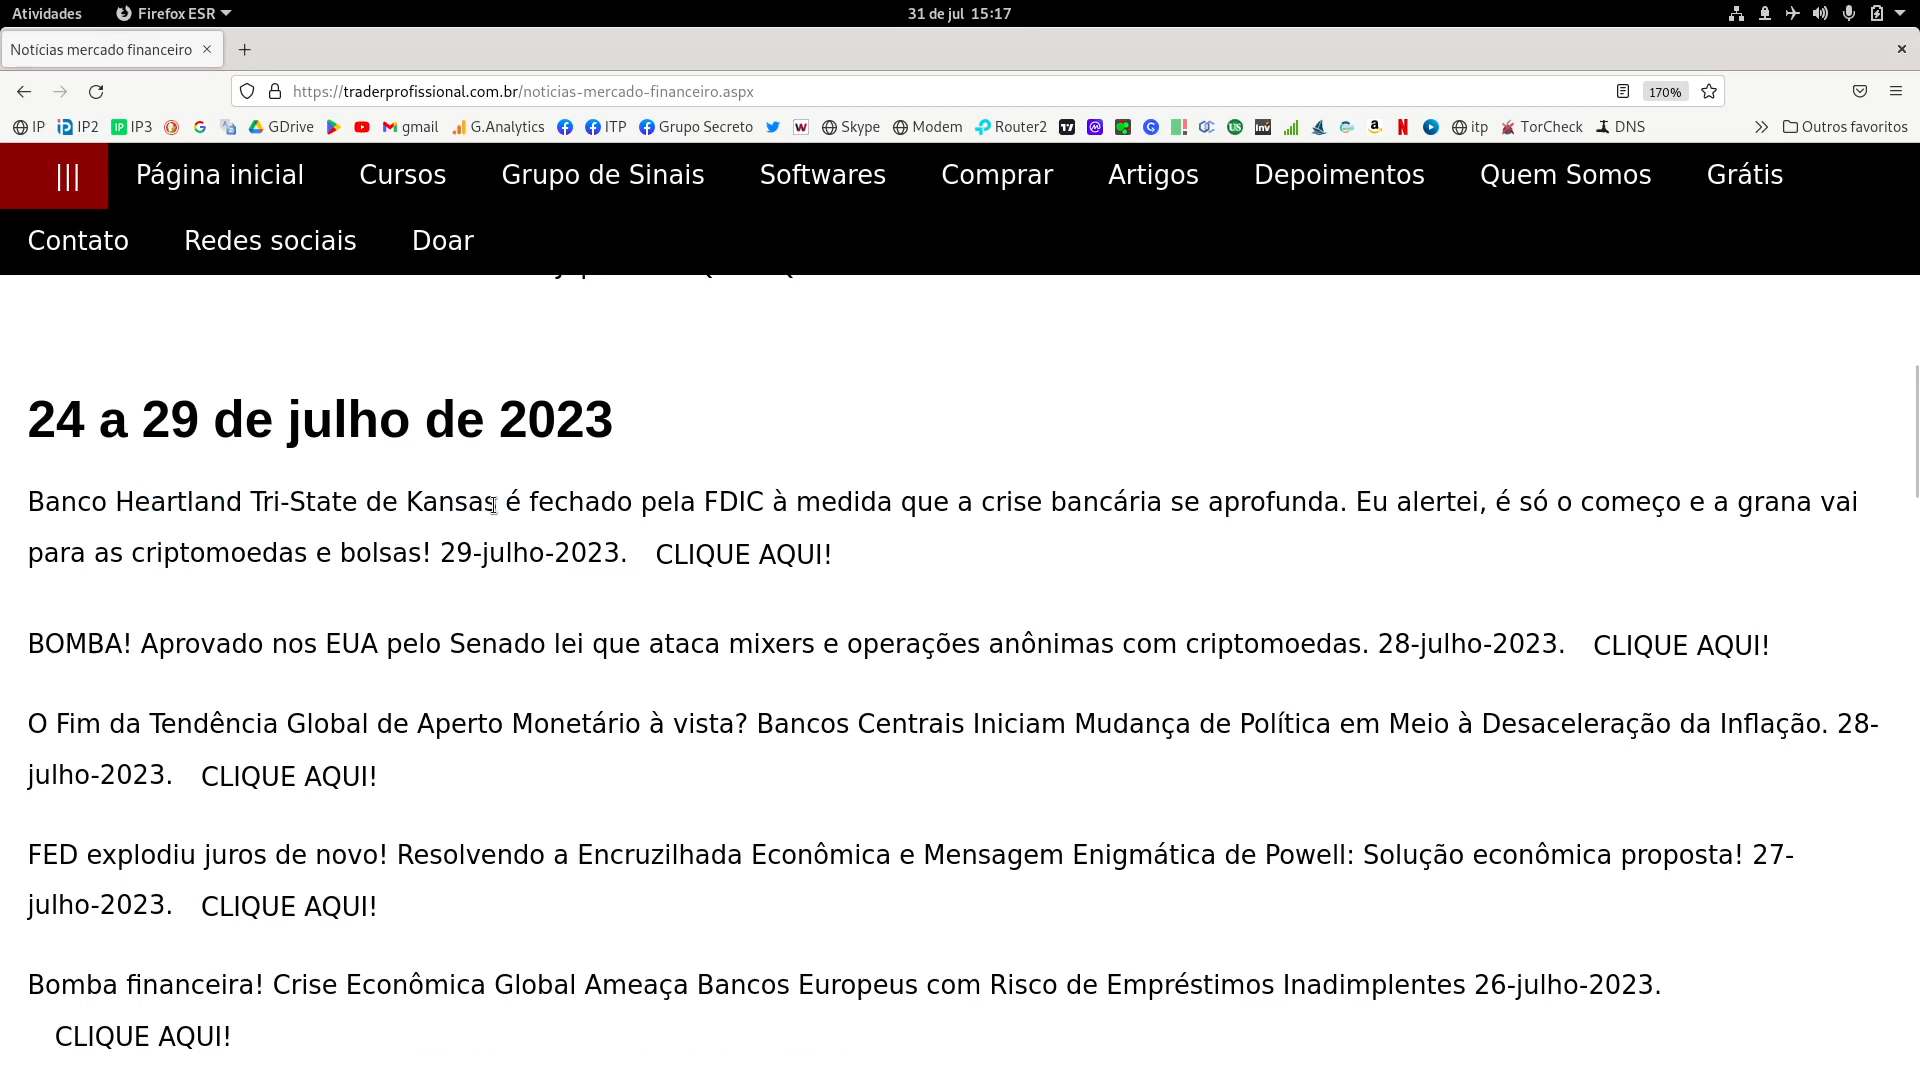 Atividades Firefox ESR 31 de jul 15:17
Notícias mercado financeiro
https://traderprofissional.com.br/noticias-mercado-financeiro.aspx 170%
IP IP2 IP3 GDrive gmail G.Analytics ITP Grupo Secreto Skype Modem Router2 itp TorCheck DNS Outros favoritos
||| Página inicial Cursos Grupo de Sinais Softwares Comprar Artigos Depoimentos Quem Somos Grátis
Contato Redes sociais Doar
24 a 29 de julho de 2023
Banco Heartland Tri-State de Kansas é fechado pela FDIC à medida que a crise bancária se aprofunda. Eu alertei, é só o começo e a grana vai
para as criptomoedas e bolsas! 29-julho-2023. CLIQUE AQUI!
BOMBA! Aprovado nos EUA pelo Senado lei que ataca mixers e operações anônimas com criptomoedas. 28-julho-2023. CLIQUE AQUI!
O Fim da Tendência Global de Aperto Monetário à vista? Bancos Centrais Iniciam Mudança de Política em Meio à Desaceleração da Inflação. 28-
julho-2023. CLIQUE AQUI!
FED explodiu juros de novo! Resolvendo a Encruzilhada Econômica e Mensagem Enigmática de Powell: Solução econômica proposta! 27-
julho-2023. CLIQUE AQUI!
Bomba financeira! Crise Econômica Global Ameaça Bancos Europeus com Risco de Empréstimos Inadimplentes 26-julho-2023.
CLIQUE AQUI!